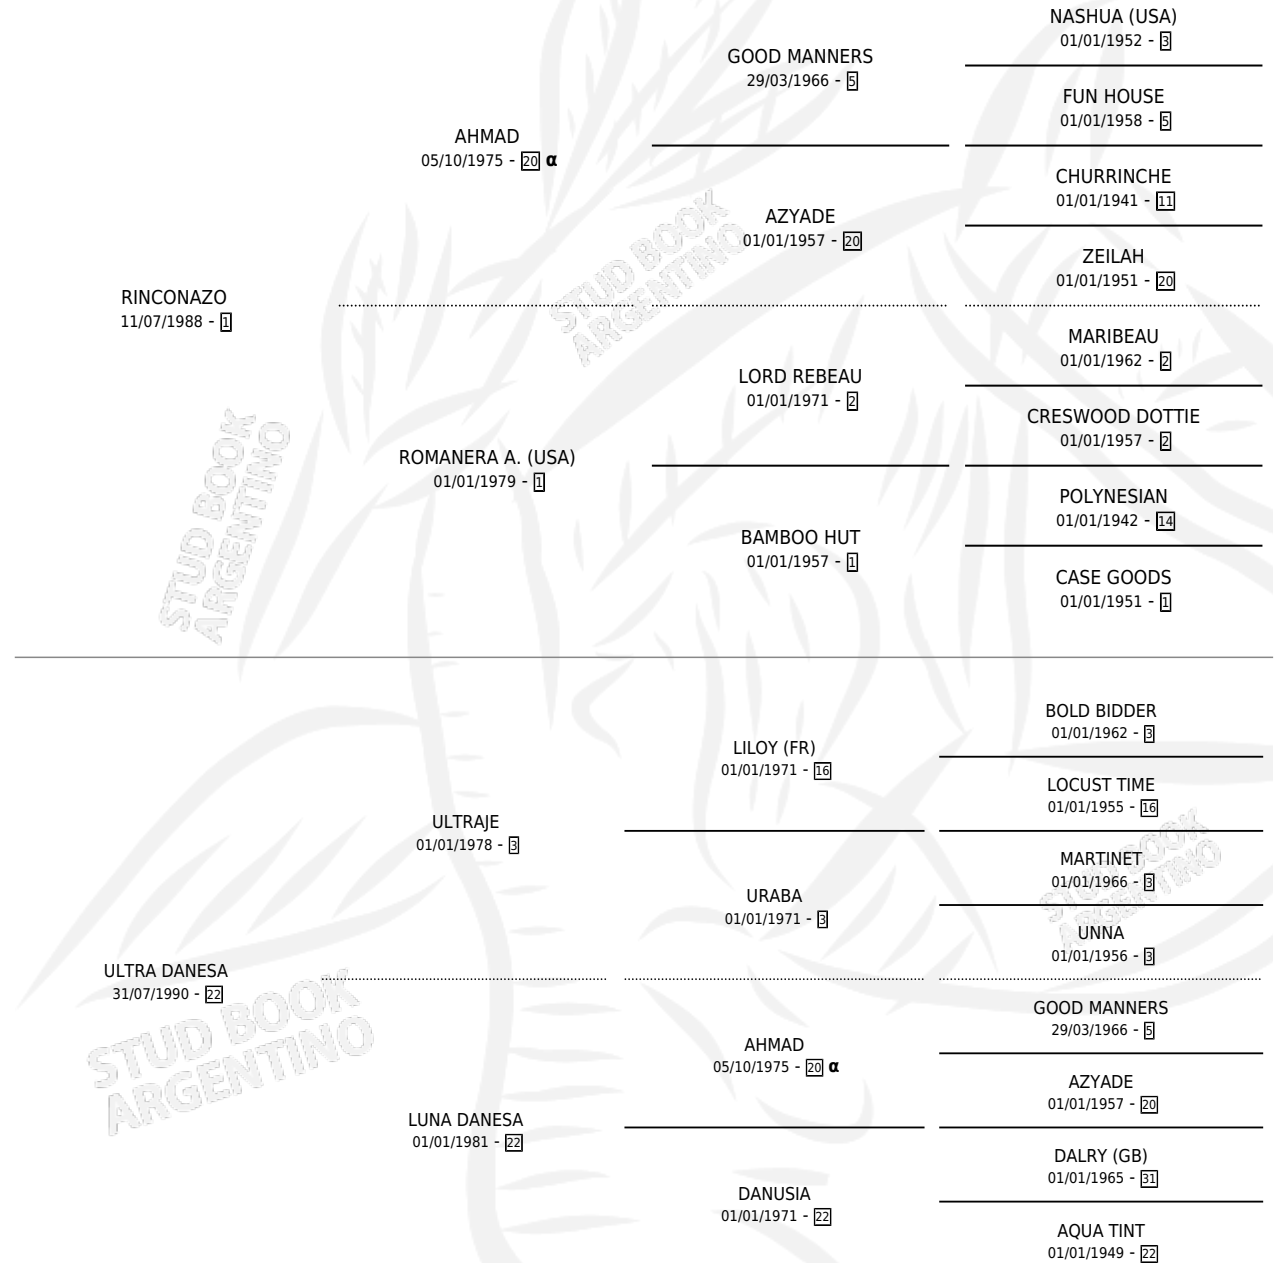 NASHUA (USA)
01/01/1952 - 3
GOOD MANNERS
29/03/1966 - 5
FUN HOUSE
01/01/1958 - 5
AHMAD
05/10/1975 - 20 α
CHURRINCHE
01/01/1941 - 11
AZYADE
01/01/1957 - 20
ZEILAH
01/01/1951 - 20
RINCONAZO
11/07/1988 - 1
MARIBEAU
01/01/1962 - 2
LORD REBEAU
01/01/1971 - 2
CRESWOOD DOTTIE
01/01/1957 - 2
ROMANERA A. (USA)
01/01/1979 - 1
POLYNESIAN
01/01/1942 - 14
BAMBOO HUT
01/01/1957 - 1
CASE GOODS
01/01/1951 - 1
BOLD BIDDER
01/01/1962 - 3
LILOY (FR)
01/01/1971 - 16
LOCUST TIME
01/01/1955 - 16
ULTRAJE
01/01/1978 - 3
MARTINET
01/01/1966 - 3
URABA
01/01/1971 - 3
UNNA
01/01/1956 - 3
ULTRA DANESA
31/07/1990 - 22
GOOD MANNERS
29/03/1966 - 5
AHMAD
05/10/1975 - 20 α
AZYADE
01/01/1957 - 20
LUNA DANESA
01/01/1981 - 22
DALRY (GB)
01/01/1965 - 31
DANUSIA
01/01/1971 - 22
AQUA TINT
01/01/1949 - 22
STUD BOOK
ARGENTINO
STUD BOOK
ARGENTINO
STUD BOOK
ARGENTINO
STUD BOOK
ARGENTINO